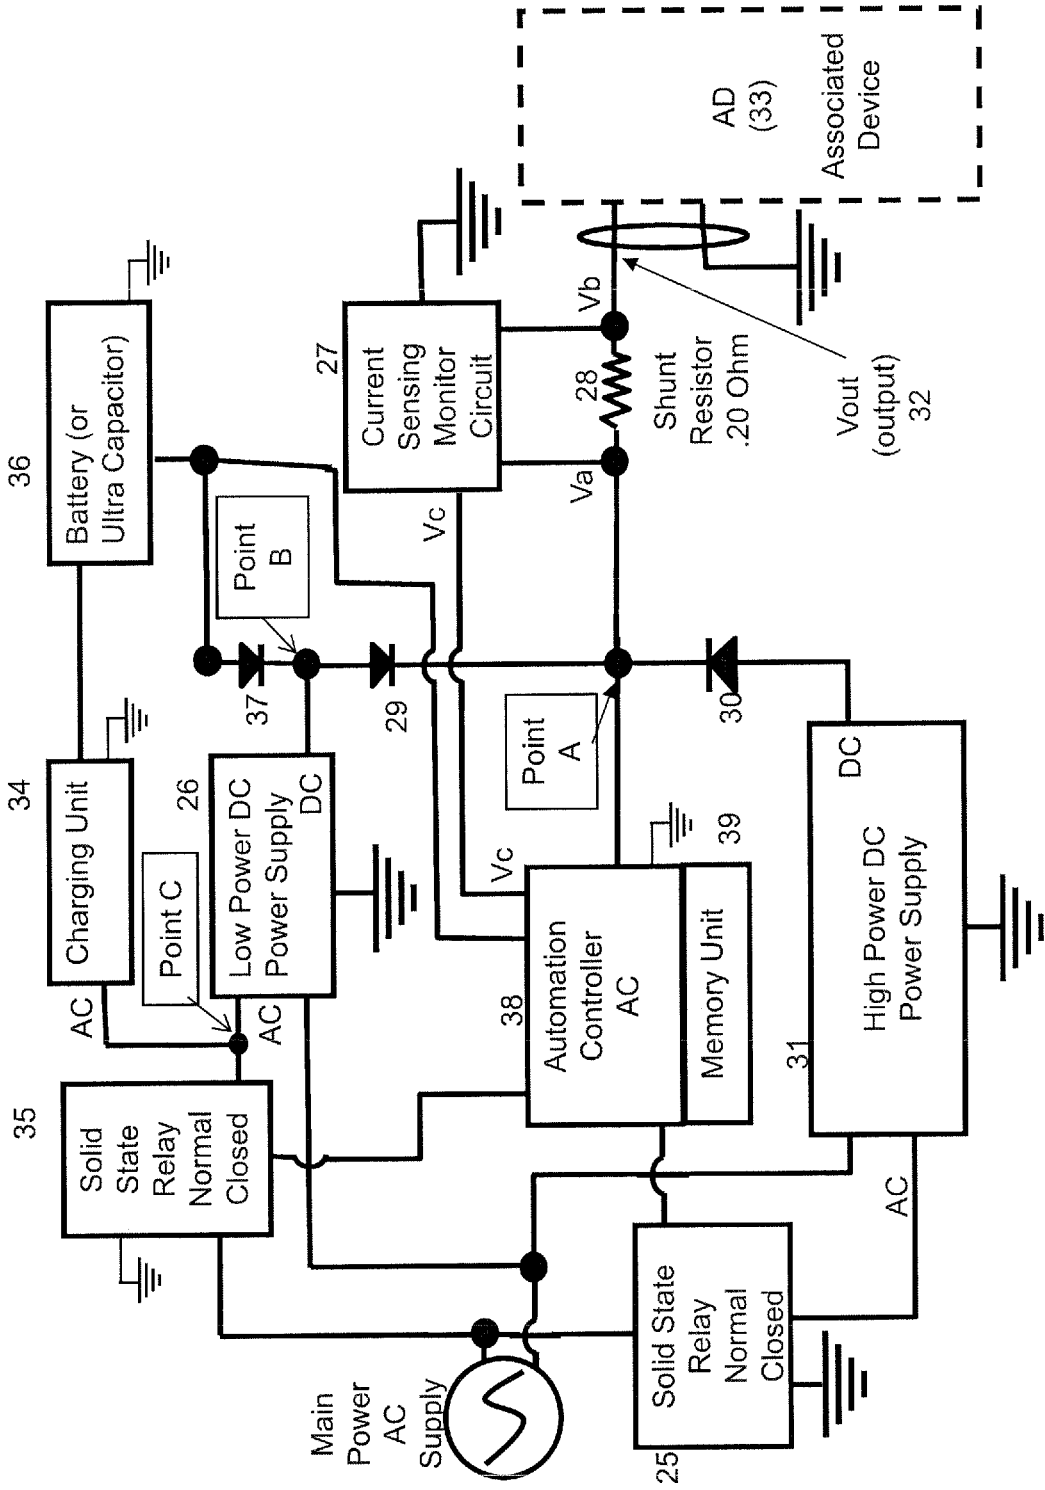 35
Solid
State
Relay
Normal
Closed
AC
34
Charging Unit
36
Battery (or
Ultra Capacitor)
Point C
26
Low Power DC
Power Supply
AC
DC
37
29
Point
B
27
Current
Sensing
Monitor
Circuit
Vc
Main
Power
AC
Supply
38
Automation
Controller
AC
Vc
Memory Unit
39
Point
A
Va
28
Vb
Shunt
Resistor
.20 Ohm
Vout
(output)
32
AD
(33)
Associated
Device
25
Solid State
Relay
Normal
Closed
AC
31
High Power DC
Power Supply
DC
30